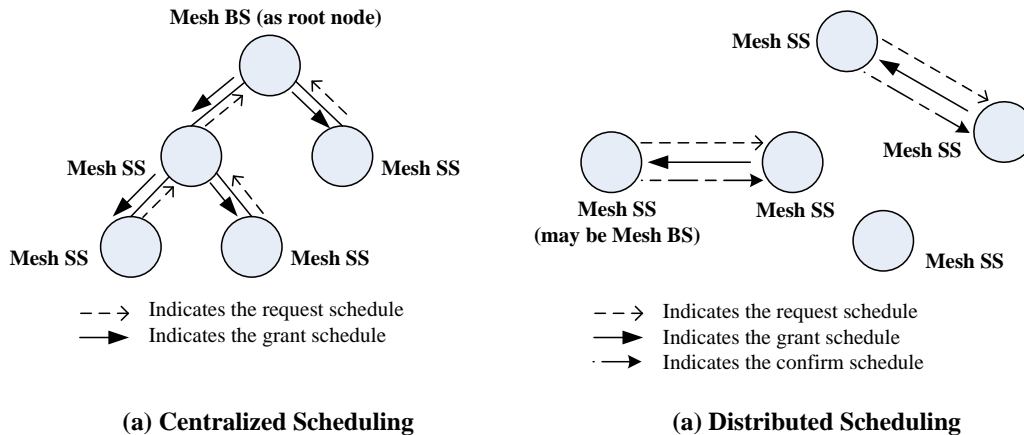 Mesh BS (as root node)
Mesh SS
Mesh SS
Mesh SS
Mesh SS
Indicates the request schedule
Indicates the grant schedule
(a) Centralized Scheduling
Mesh SS
Mesh SS
Mesh SS
(may be Mesh BS)
Mesh SS
Mesh SS
Indicates the request schedule
Indicates the grant schedule
Indicates the confirm schedule
(a) Distributed Scheduling